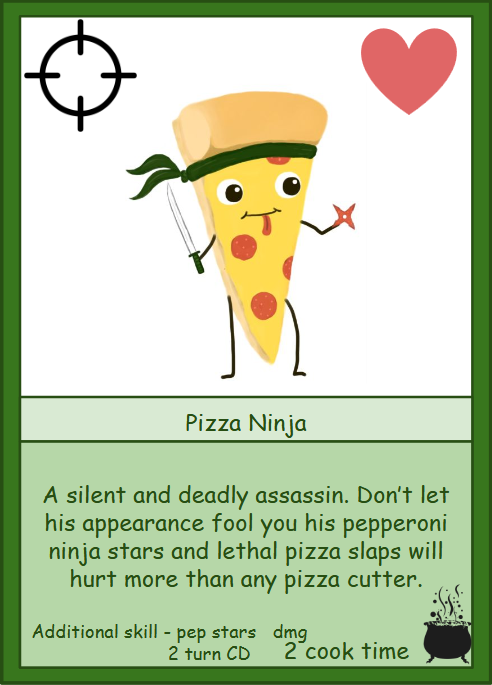 Pizza Ninja
A silent and deadly assassin. Don't let
his appearance fool you his pepperoni
ninja stars and lethal pizza slaps will
hurt more than any pizza cutter.
Additional skill - pep stars dmg
2 turn CD
2 cook time